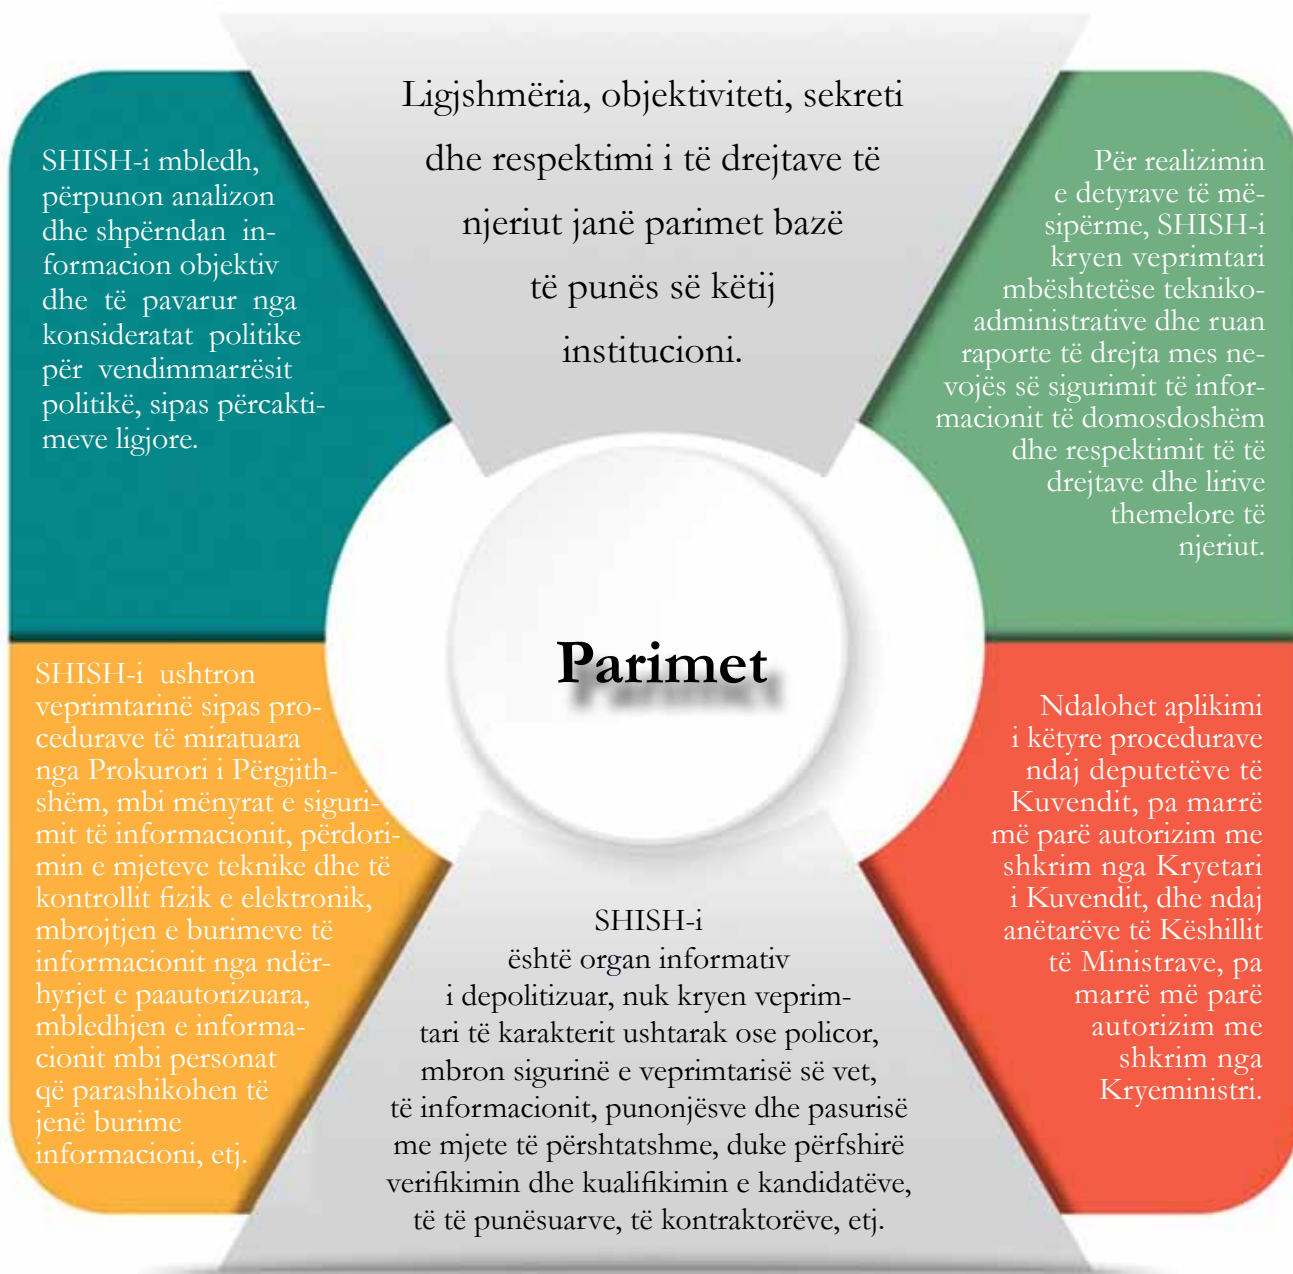 Ligjshmëria, objektiviteti, sekreti
dhe respektimi i të drejtave të
njeriut janë parimet bazë
të punës së këtij
institucioni.
SHISH-i mbledh,
përpunon analizon
dhe shpërndan in-
formacion objektiv
dhe të pavarur nga
konsideratat politike
për vendimmarrësit
politikë, sipas përcakti-
meve ligjore.
Për realizimin
e detyrave të më-
sipërme, SHISH-i
kryen veprimtari
mbështetëse tekniko-
administrative dhe ruan
raporte të drejta mes ne-
vojës së sigurimit të infor-
macionit të domosdoshëm
dhe respektimit të të
drejtave dhe lirive
themelore të
njeriut.
Parimet
SHISH-i ushtron
veprimtarinë sipas pro-
cedurave të miratuara
nga Prokurori i Përgjith-
shëm, mbi mënyrat e siguri-
mit të informacionit, përdori-
min e mjeteve teknike dhe të
kontrollit fizik e elektronik,
mbrojtjen e burimeve të
informacionit nga ndër-
hyrjet e paautorizuara,
mbledhjen e informa-
cionit mbi personat
që parashikohen të
jenë burime
informacioni, etj.
Ndalohet aplikimi
i këtyre procedurave
ndaj deputetëve të
Kuvendit, pa marrë
më parë autorizim me
shkrim nga Kryetari
i Kuvendit, dhe ndaj
anëtarëve të Këshillit
të Ministrave, pa
marrë më parë
autorizim me
shkrim nga
Kryeministri.
SHISH-i
është organ informativ
i depolitizuar, nuk kryen veprim-
tari të karakterit ushtarak ose policor,
mbron sigurinë e veprimtarisë së vet,
të informacionit, punonjësve dhe pasurisë
me mjete të përshtatshme, duke përfshirë
verifikimin dhe kualifikimin e kandidatëve,
të të punësuarve, të kontraktorëve, etj.